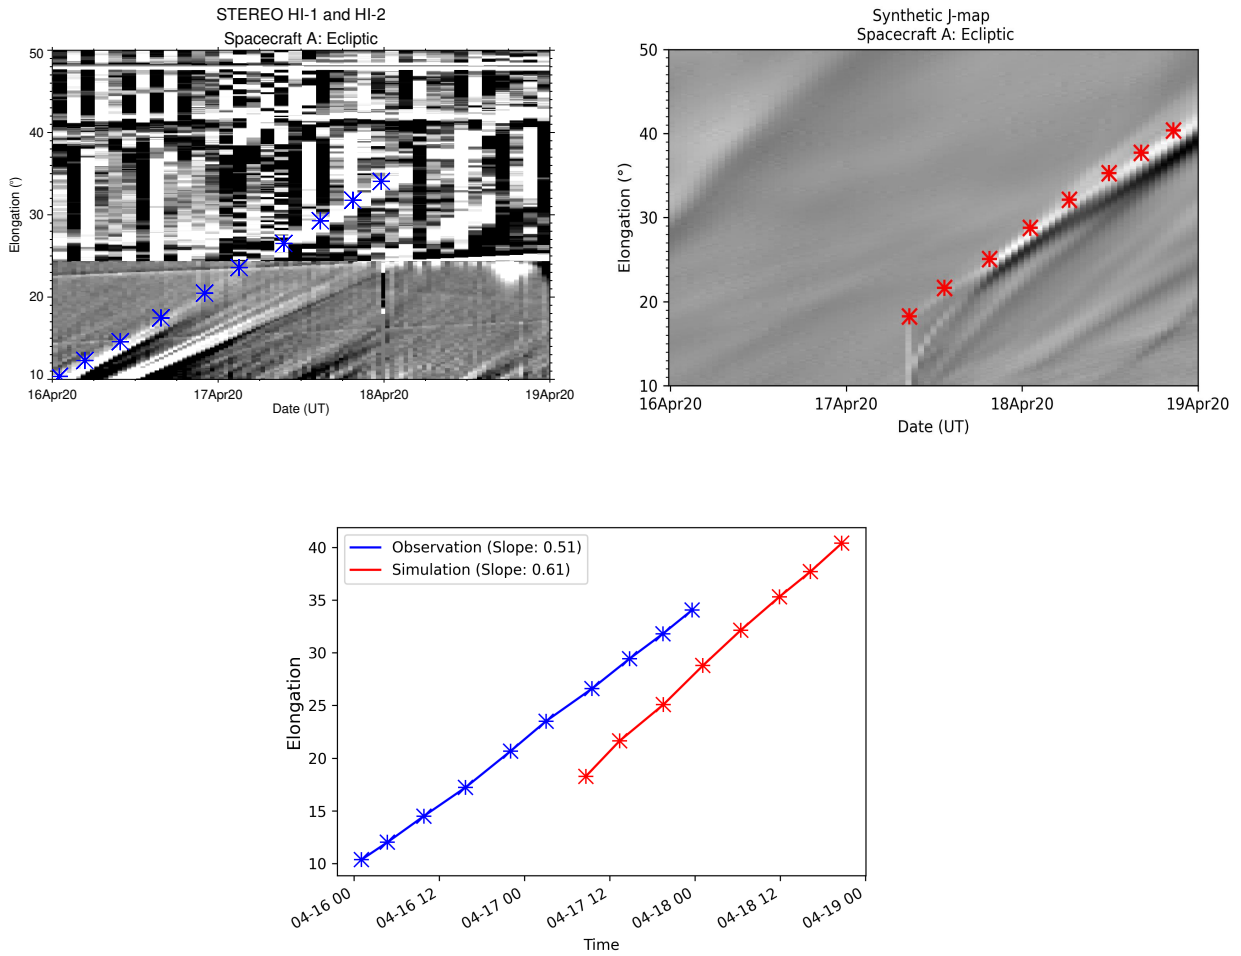 STEREO HI-1 and HI-2
Spacecraft A: Ecliptic
50
40
30
20
10
Elongation (°)
16Apr20 17Apr20 18Apr20 19Apr20
Date (UT)
Synthetic J-map
Spacecraft A: Ecliptic
50
40
30
20
10
Elongation (°)
16Apr20 17Apr20 18Apr20 19Apr20
Date (UT)
Observation (Slope: 0.51)
Simulation (Slope: 0.61)
40
35
30
25
20
15
10
Elongation
04-16 00 04-16 12 04-17 00 04-17 12 04-18 00 04-18 12 04-19 00
Time